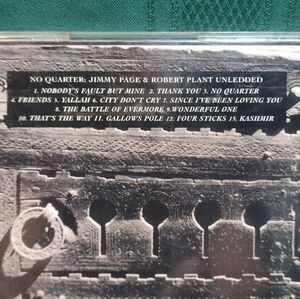 NO QUARTER: JIMMY PAGE & ROBERT PLANT UNLEDDED
1. NOBODY'S FAULT BUT MINE 2. THANK YOU 3. NO QUARTER
4. FRIENDS 5. YALLAH 6. CITY DON'T CRY 7. SINCE I'VE BEEN LOVING YOU
8. THE BATTLE OF EVERMORE 9. WONDERFUL ONE
10. THAT'S THE WAY 11. GALLOWS POLE 12. FOUR STICKS 13. KASHMIR